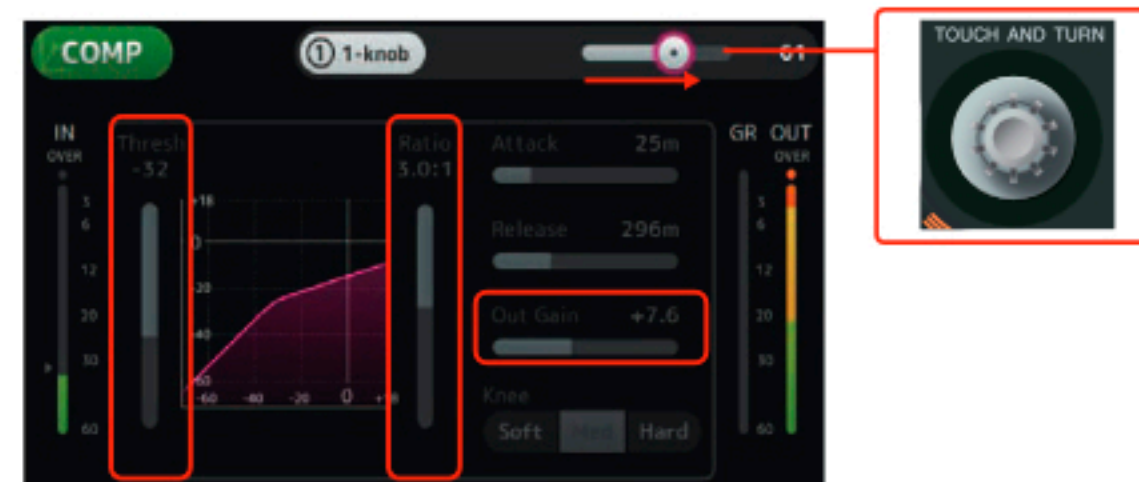 COMP
① 1-knob
61
TOUCH AND TURN
IN
OVER
3
6
12
20
30
60
Thresh
-32
+18
0
-20
-40
-60
-60 -40 -20 0 +18
Ratio
3.0:1
Attack 25m
Release 296m
Out Gain +7.6
Knee
Soft Med Hard
GR OUT
OVER
3
6
12
20
30
60